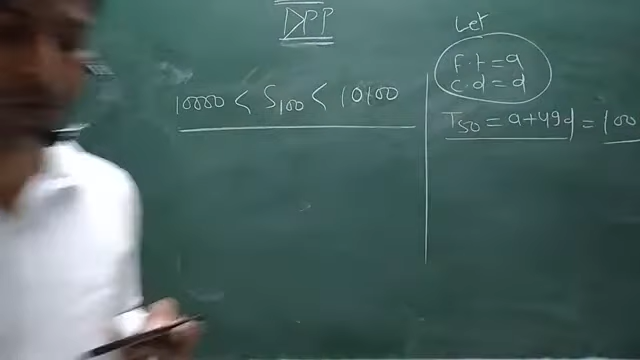 DPP
10000 < S100 < 10100
Let
F.t = a
C.d = d
T50 = a+49d = 100